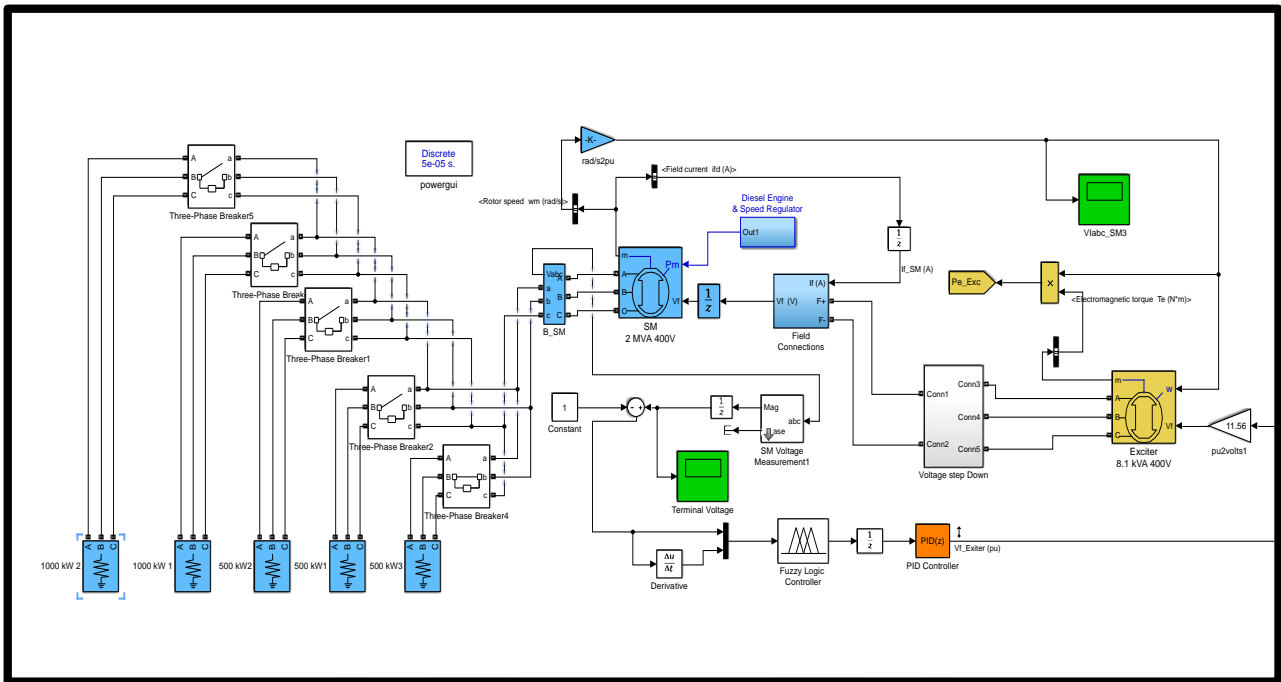 Discrete
5e-05 s.
powergui
-K-
rad/s2pu
<Field current ifd (A)>
<Rotor speed wm (rad/s)>
Diesel Engine
& Speed Regulator
Out1
1
z
If_SM (A)
VIabc_SM3
Pe_Exc
×
<Electromagnetic torque Te (N*m)>
A
B
C
a
b
c
Three-Phase Breaker5
A
B
C
a
b
c
Three-Phase Break
A
B
C
a
b
c
Three-Phase Breaker1
A
B
C
a
b
c
Three-Phase Breaker2
A
B
C
a
b
c
Three-Phase Breaker4
Vabc
a
b
c
A
B
C
B_SM
m
Pm
A
B
C
Vf
SM
2 MVA 400V
1
z
If (A)
Vf (V)
F+
F-
Field
Connections
Conn1
Conn2
Conn3
Conn4
Conn5
Voltage step Down
m
w
A
B
C
Vf
Exciter
8.1 kVA 400V
11.56
pu2volts1
1
Constant
- +
1
z
Mag
abc
ase
SM Voltage
Measurement1
Terminal Voltage
Δu
Δt
Derivative
Fuzzy Logic
Controller
1
z
PID(z)
PID Controller
Vf_Exiter (pu)
A B C
1000 kW 2
A B C
1000 kW 1
A B C
500 kW2
A B C
500 kW1
A B C
500 kW3